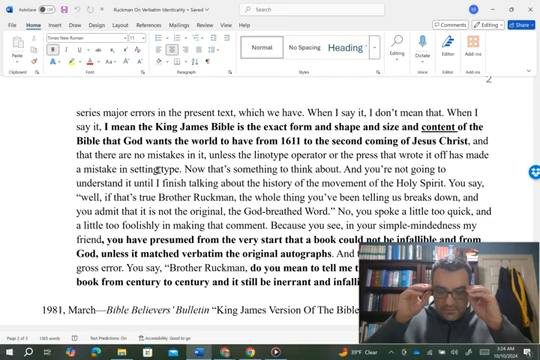 AutoSave Off
Ruckman On Verbatim Identicality • Saved
Search
File Home Insert Draw Design Layout References Mailings Review View Help
Comments Editing Share
Paste
Times New Roman 11
Normal No Spacing Heading
Editing Dictate Editor Add-ins
Clipboard Font Paragraph Styles Voice Editor Add-ins
2
series major errors in the present text, which we have. When I say it, I don't mean that. When I
say it, I mean the King James Bible is the exact form and shape and size and content of the
Bible that God wants the world to have from 1611 to the second coming of Jesus Christ, and
that there are no mistakes in it, unless the linotype operator or the press that wrote it off has made
a mistake in setting type. Now that's something to think about. And you're not going to
understand it until I finish talking about the history of the movement of the Holy Spirit. You say,
"well, if that's true Brother Ruckman, the whole thing you've been telling us breaks down, and
you admit that it is not the original, the God-breathed Word." No, you spoke a little too quick, and
a little too foolishly in making that comment. Because you see, in your simple-mindedness my
friend, you have presumed from the very start that a book could not be infallible and from
God, unless it matched verbatim the original autographs. And
gross error. You say, "Brother Ruckman, do you mean to tell me t
book from century to century and it still be inerrant and infalli
1981, March—Bible Believers' Bulletin "King James Version Of The Bible
Page 2 of 5 1365 words Text Predictions: On Accessibility: Good to go
39°F Clear
3:24 AM
10/10/2024